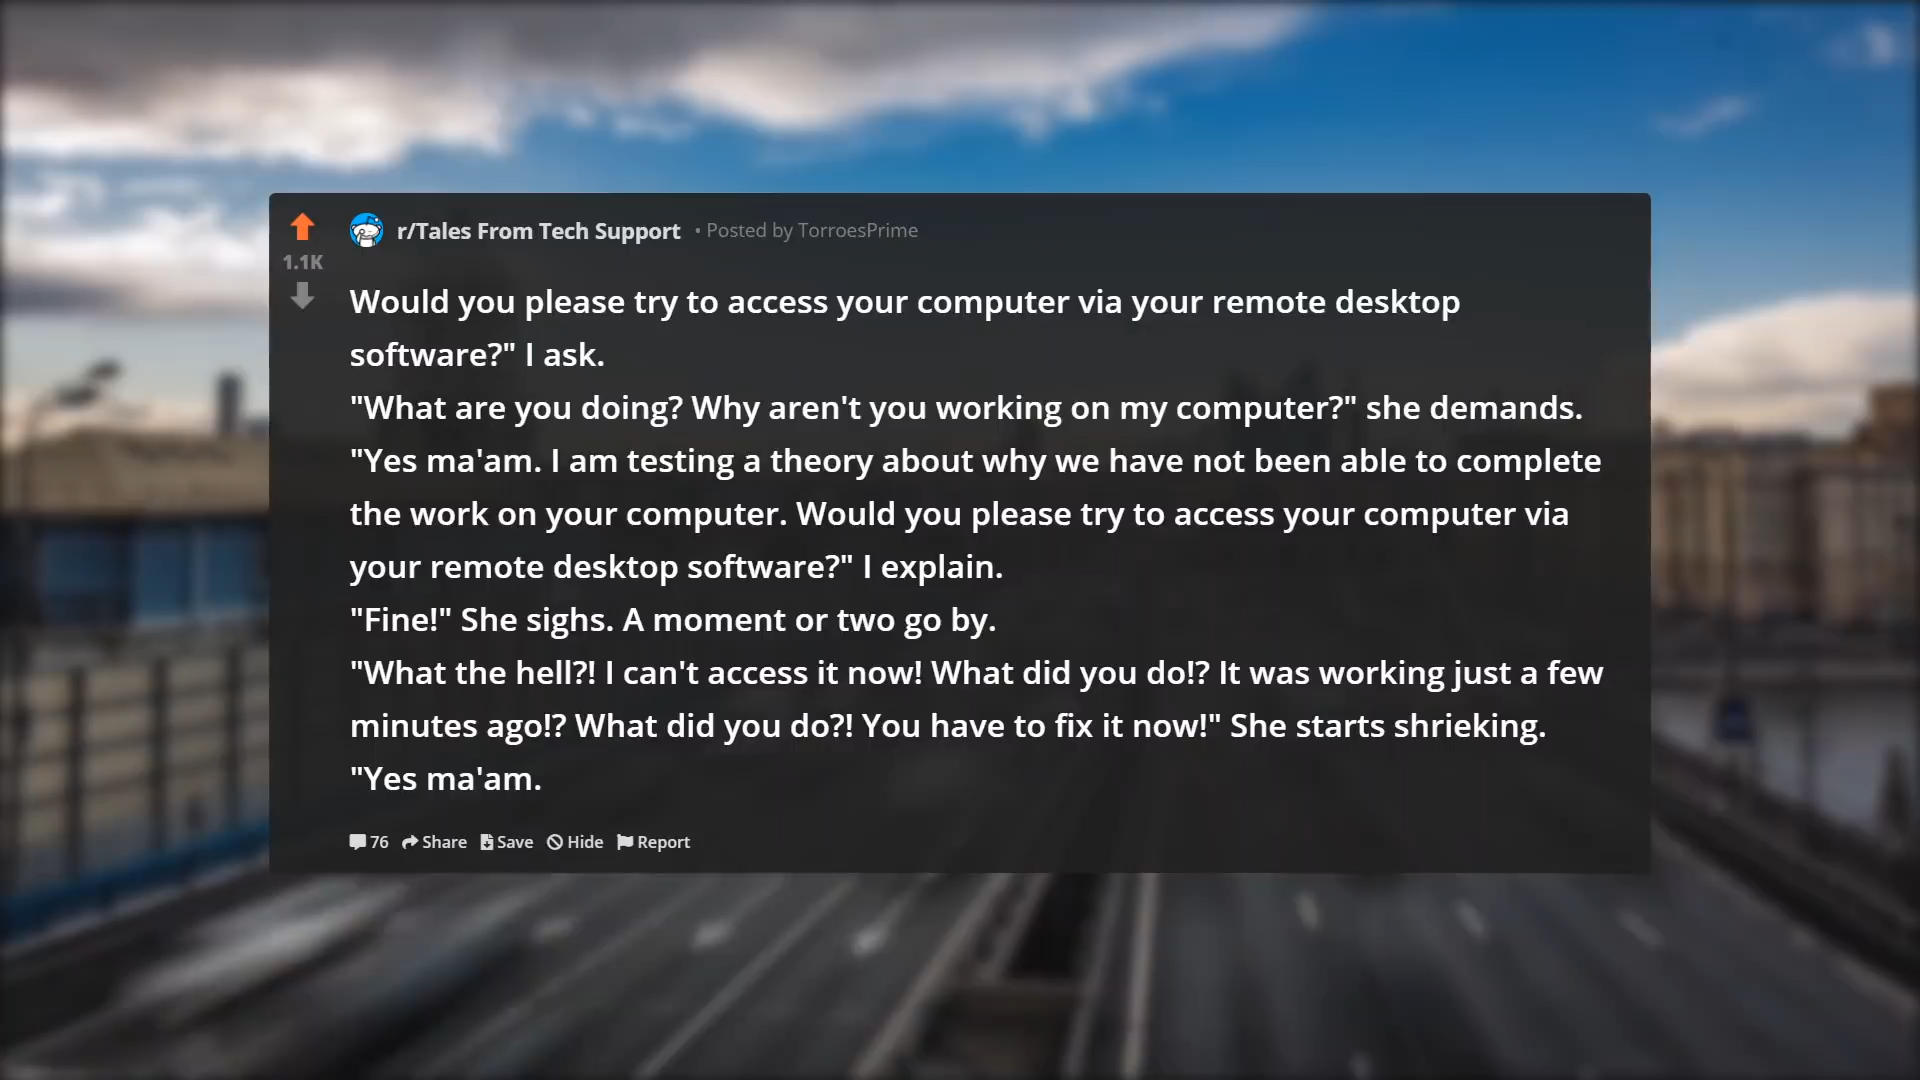 r/Tales From Tech Support • Posted by TorroesPrime
1.1K
Would you please try to access your computer via your remote desktop
software?" I ask.
"What are you doing? Why aren't you working on my computer?" she demands.
"Yes ma'am. I am testing a theory about why we have not been able to complete
the work on your computer. Would you please try to access your computer via
your remote desktop software?" I explain.
"Fine!" She sighs. A moment or two go by.
"What the hell?! I can't access it now! What did you do!? It was working just a few
minutes ago!? What did you do?! You have to fix it now!" She starts shrieking.
"Yes ma'am.
76 Share Save Hide Report